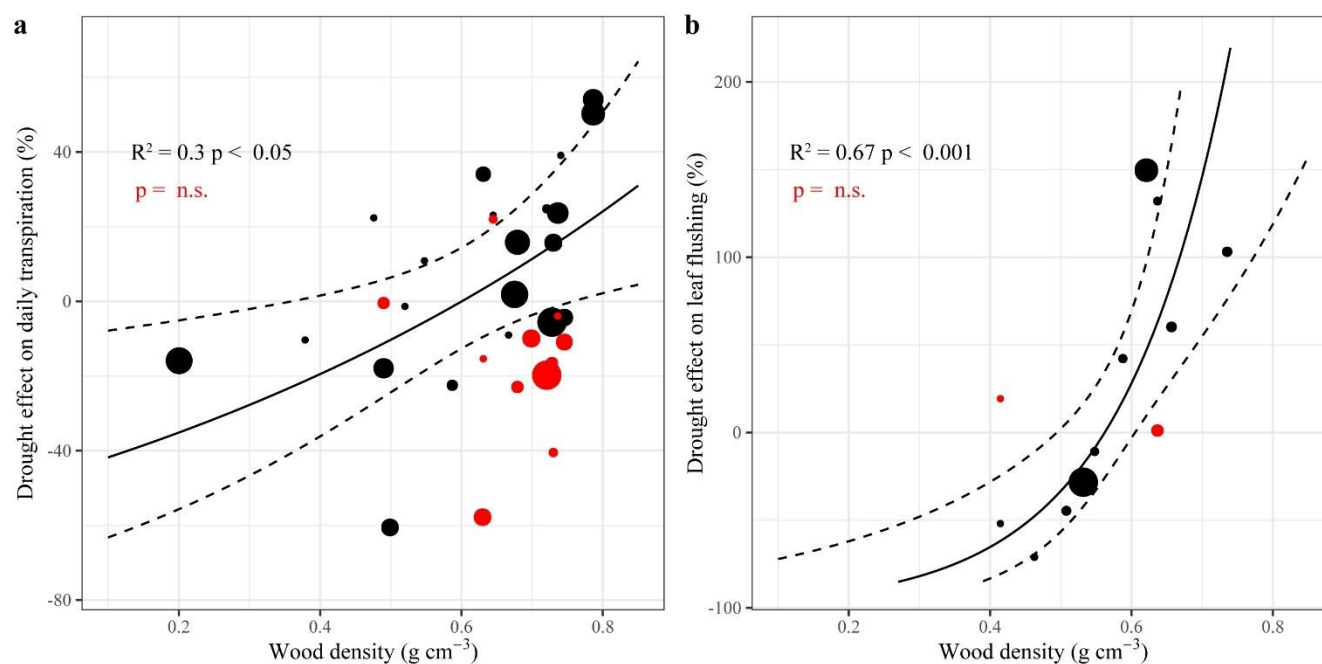 a
Drought effect on daily transpiration (%)
40
0
-40
-80
R² = 0.3 p < 0.05
p = n.s.
0.2 0.4 0.6 0.8
Wood density (g cm⁻³)
b
Drought effect on leaf flushing (%)
200
100
0
-100
R² = 0.67 p < 0.001
p = n.s.
0.2 0.4 0.6 0.8
Wood density (g cm⁻³)